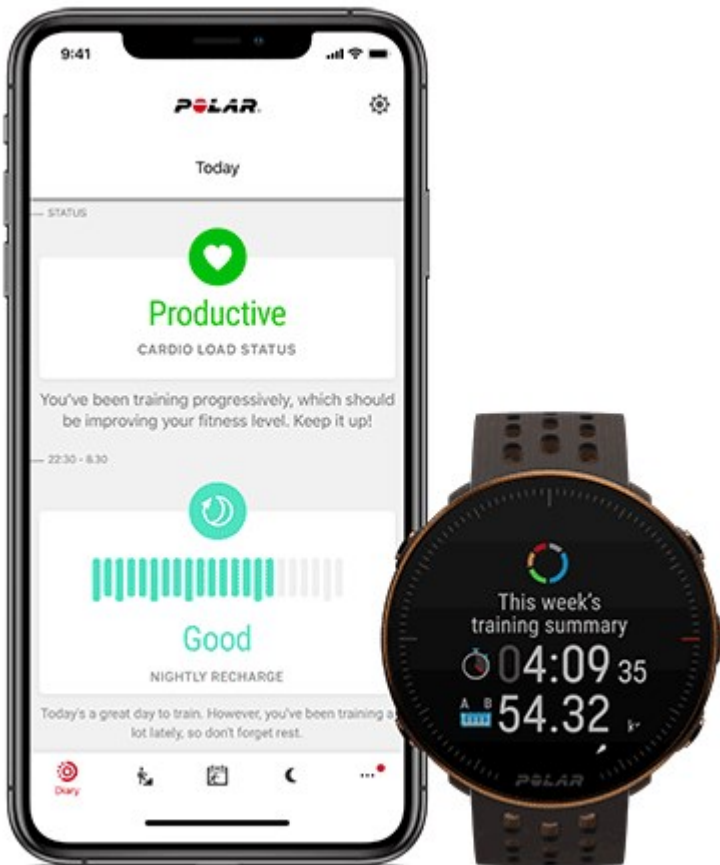 9:41
POLAR
Today
STATUS
Productive
CARDIO LOAD STATUS
You've been training progressively, which should
be improving your fitness level. Keep it up!
22:30 - 8.30
Good
NIGHTLY RECHARGE
Today's a great day to train. However, you've been training a
lot lately, so don't forget rest.
Diary
This week's
training summary
04:09 35
A B
54.32
POLAR